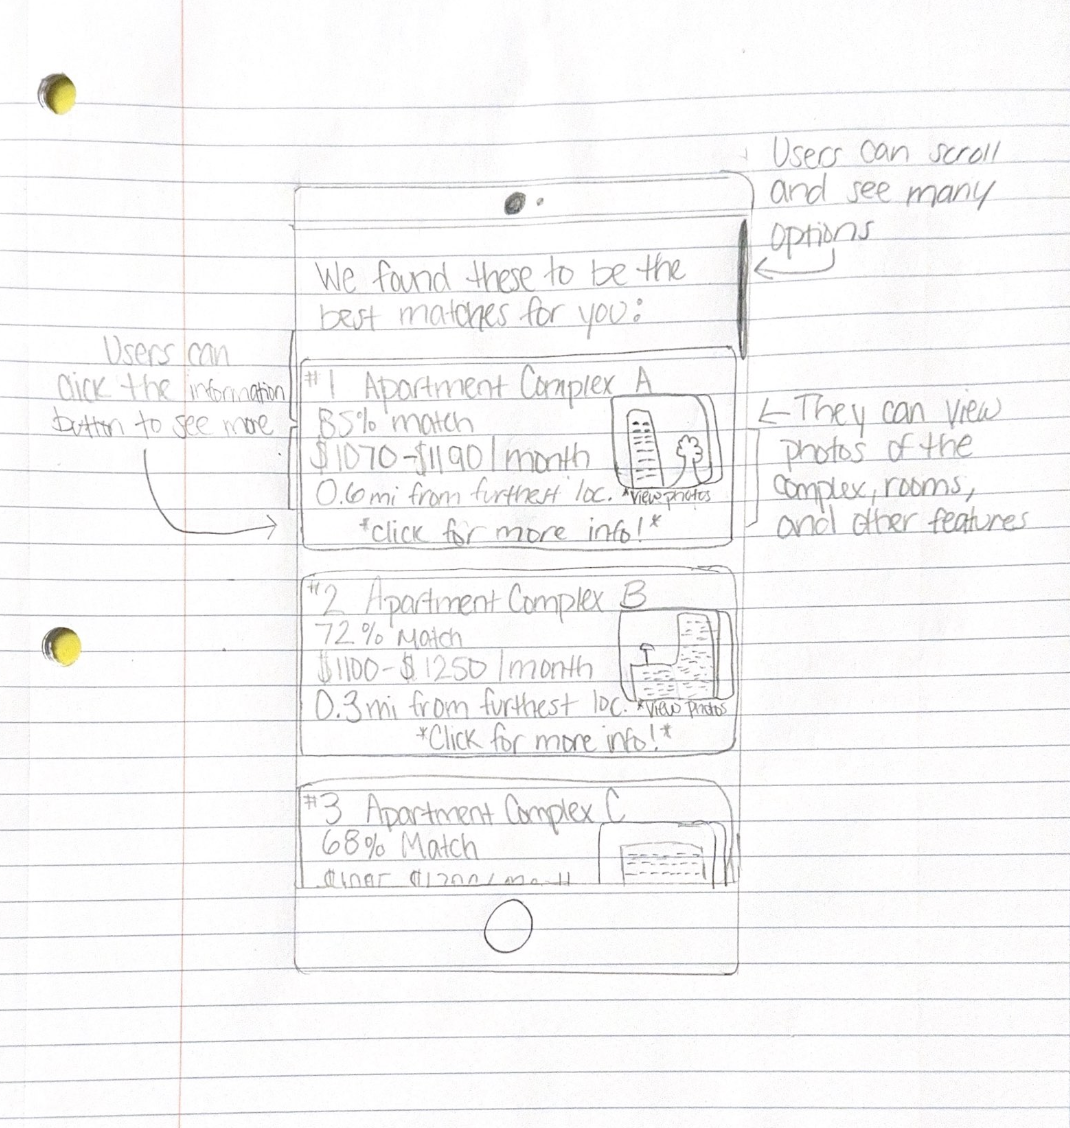 Users can scroll
and see many
options
We found these to be the
best matches for you:
Users can
click the information
button to see more
#1 Apartment Complex A
85% match
$1070-$1190/month
0.6mi from furthest loc. *View photos
*click for more info!*
← They can view
photos of the
complex, rooms,
and other features
#2 Apartment Complex B
72% Match
$1100-$1250/month
0.3mi from furthest loc. *View photos
*Click for more info!*
#3 Apartment Complex C
68% Match